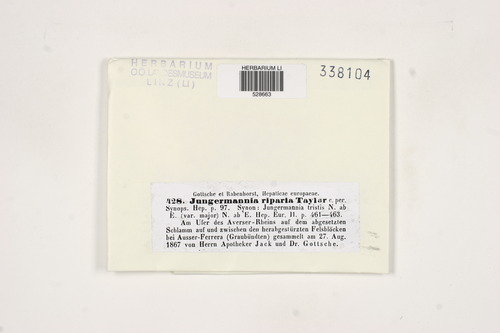 HERBARIUM
O.Ö. LANDESMUSEUM
LINZ (LI)
HERBARIUM LI
528663
338104
Gottsche et Rabenhorst, Hepaticae europaeae.
428. Jungermannia riparia Taylor c. per.
Synops. Hep. p. 97. Synon: Jungermannia tristis N. ab
E. (var. major) N. ab E. Hep. Eur. II. p. 461—463.
Am Ufer des Averser-Rheins auf dem abgesetzten
Schlamm auf und zwischen den herabgestürzten Felsblöcken
bei Ausser-Ferrera (Graubündten) gesammelt am 27. Aug.
1867 von Herrn Apotheker Jack und Dr. Gottsche.